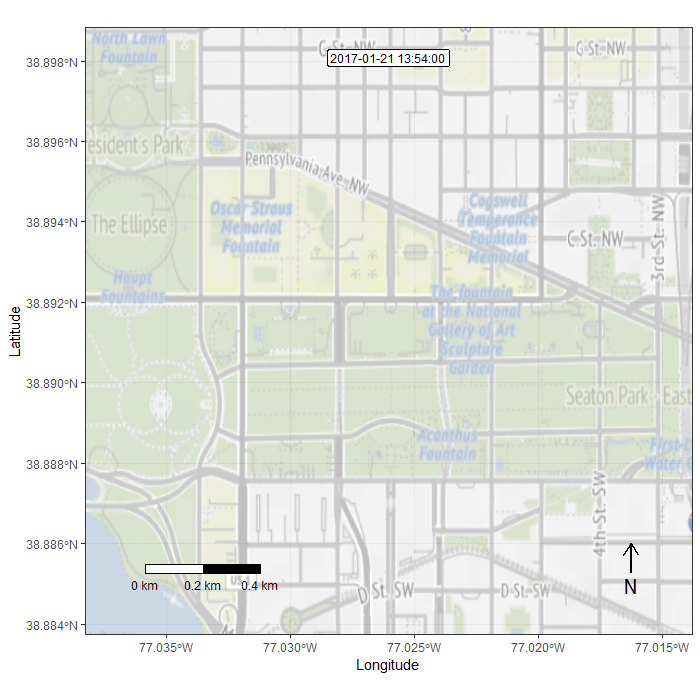 North Lawn
Fountain
G St. NW
G St. NW
2017-01-21 13:54:00
38.898°N
38.896°N
38.894°N
38.892°N
38.890°N
38.888°N
38.886°N
38.884°N
esident's Park
Pennsylvania Ave. NW
The Ellipse
Oscar Straus
Memorial
Fountain
Cogswell
Temperance
Fountain
Memorial
C St. NW
3rd St. NW
Haupt
Fountains
The fountain
at the National
Gallery of Art
Sculpture
Garden
Seaton Park - East
Acanthus
Fountain
4th St. SW
0 km 0.2 km 0.4 km
US
D St. SW
D St. SW
N
77.035°W 77.030°W 77.025°W 77.020°W 77.015°W
Longitude
Latitude